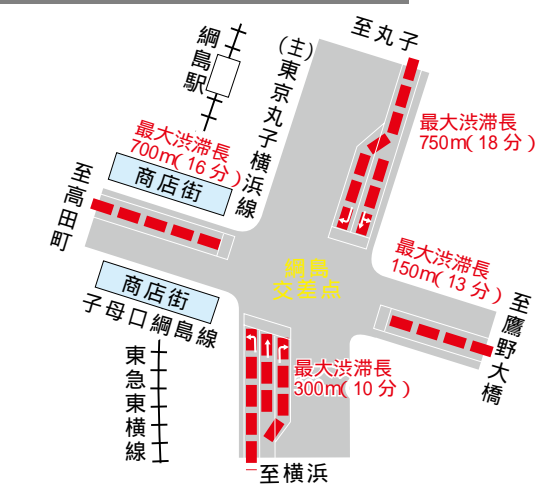 至丸子
綱島駅
(主)東京丸子横浜線
最大渋滞長
750m(18分)
最大渋滞長
700m(16分)
商店街
至高田町
最大渋滞長
150m(13分)
綱島
交差点
商店街
子母口綱島線
至鷹野大橋
東急東横線
最大渋滞長
300m(10分)
至横浜